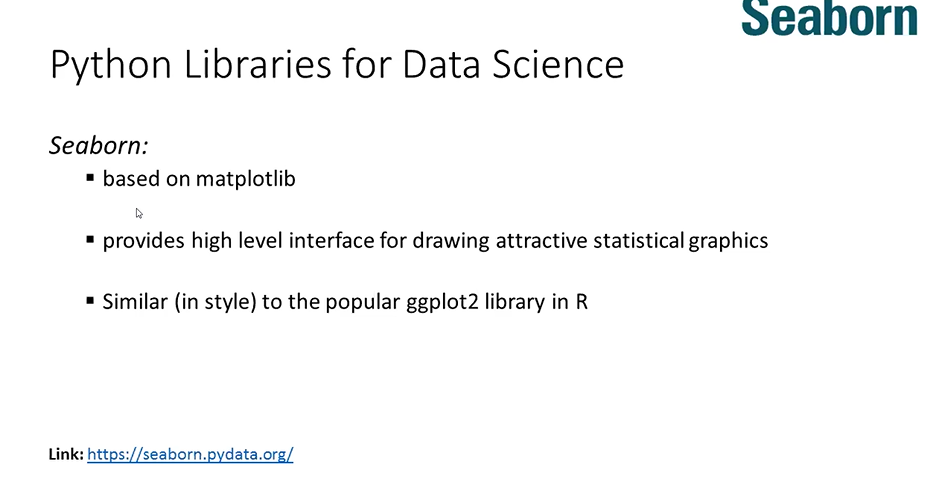 Seaborn
Python Libraries for Data Science
Seaborn:
▪ based on matplotlib
▪ provides high level interface for drawing attractive statistical graphics
▪ Similar (in style) to the popular ggplot2 library in R
Link: https://seaborn.pydata.org/